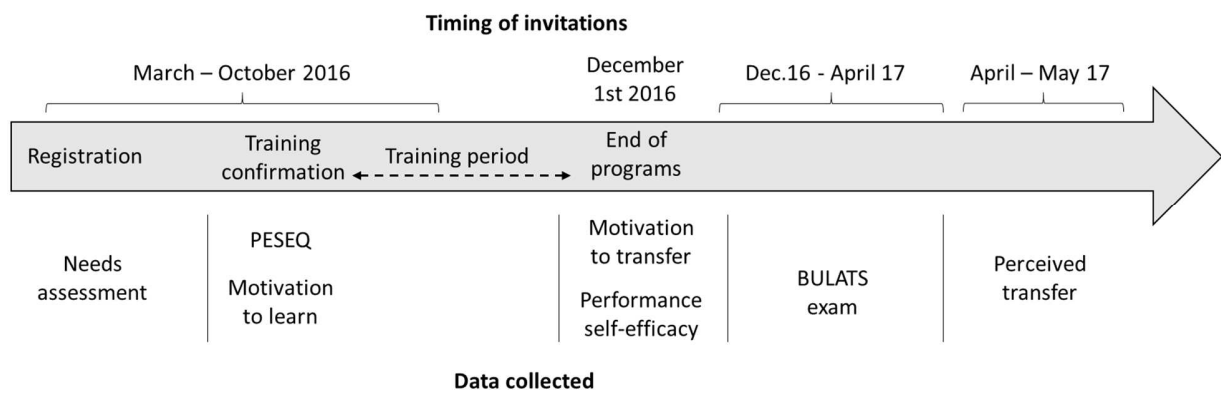 Timing of invitations
March – October 2016
December
1st 2016
Dec.16 - April 17
April – May 17
Registration
Training
confirmation
Training period
End of
programs
Needs
assessment
PESEQ
Motivation
to learn
Motivation
to transfer
Performance
self-efficacy
BULATS
exam
Perceived
transfer
Data collected